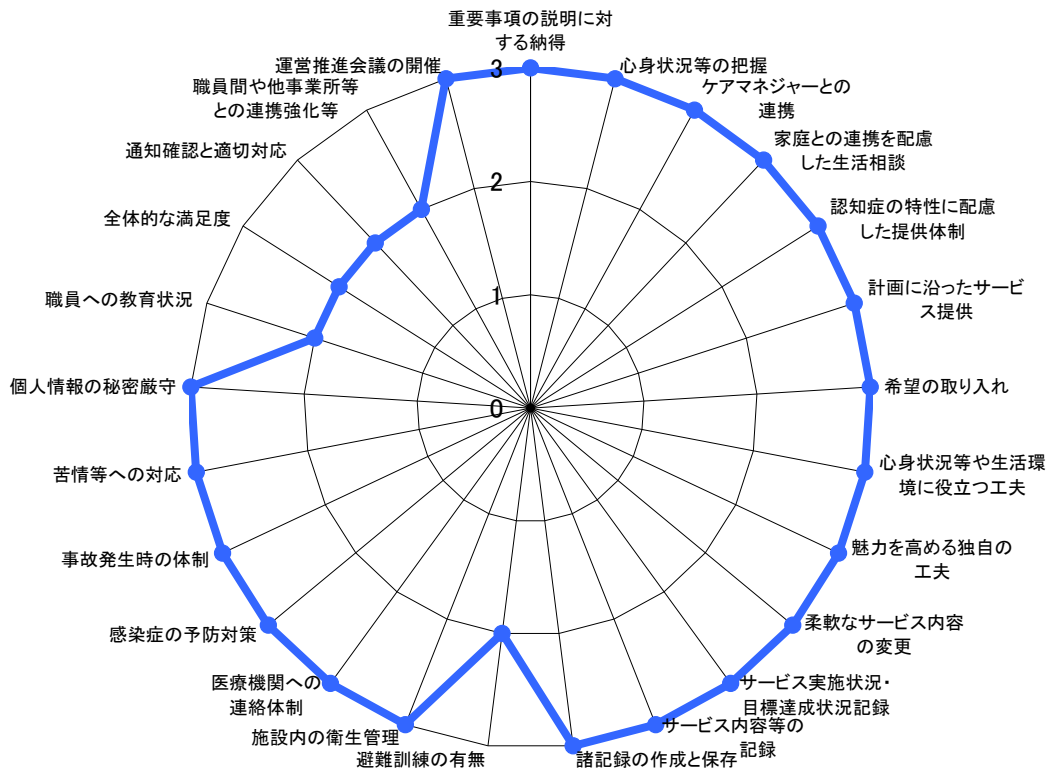 重要事項の説明に対
する納得
心身状況等の把握
ケアマネジャーとの
連携
家庭との連携を配慮
した生活相談
認知症の特性に配慮
した提供体制
計画に沿ったサービ
ス提供
希望の取り入れ
心身状況等や生活環
境に役立つ工夫
魅力を高める独自の
工夫
柔軟なサービス内容
の変更
サービス実施状況・
目標達成状況記録
サービス内容等の
記録
諸記録の作成と保存
避難訓練の有無
施設内の衛生管理
医療機関への
連絡体制
感染症の予防対策
事故発生時の体制
苦情等への対応
個人情報の秘密厳守
職員への教育状況
全体的な満足度
通知確認と適切対応
職員間や他事業所等
との連携強化等
運営推進会議の開催
3
2
1
0